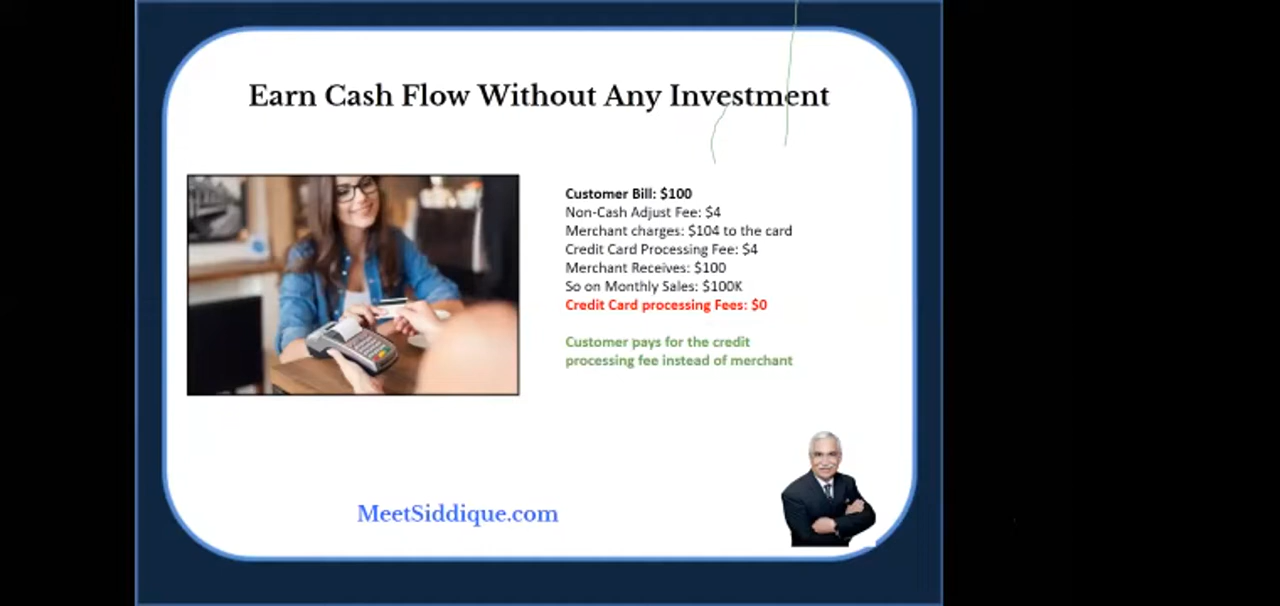 Earn Cash Flow Without Any Investment
Customer Bill: $100
Non-Cash Adjust Fee: $4
Merchant charges: $104 to the card
Credit Card Processing Fee: $4
Merchant Receives: $100
So on Monthly Sales: $100K
Credit Card processing Fees: $0
Customer pays for the credit
processing fee instead of merchant
MeetSiddique.com